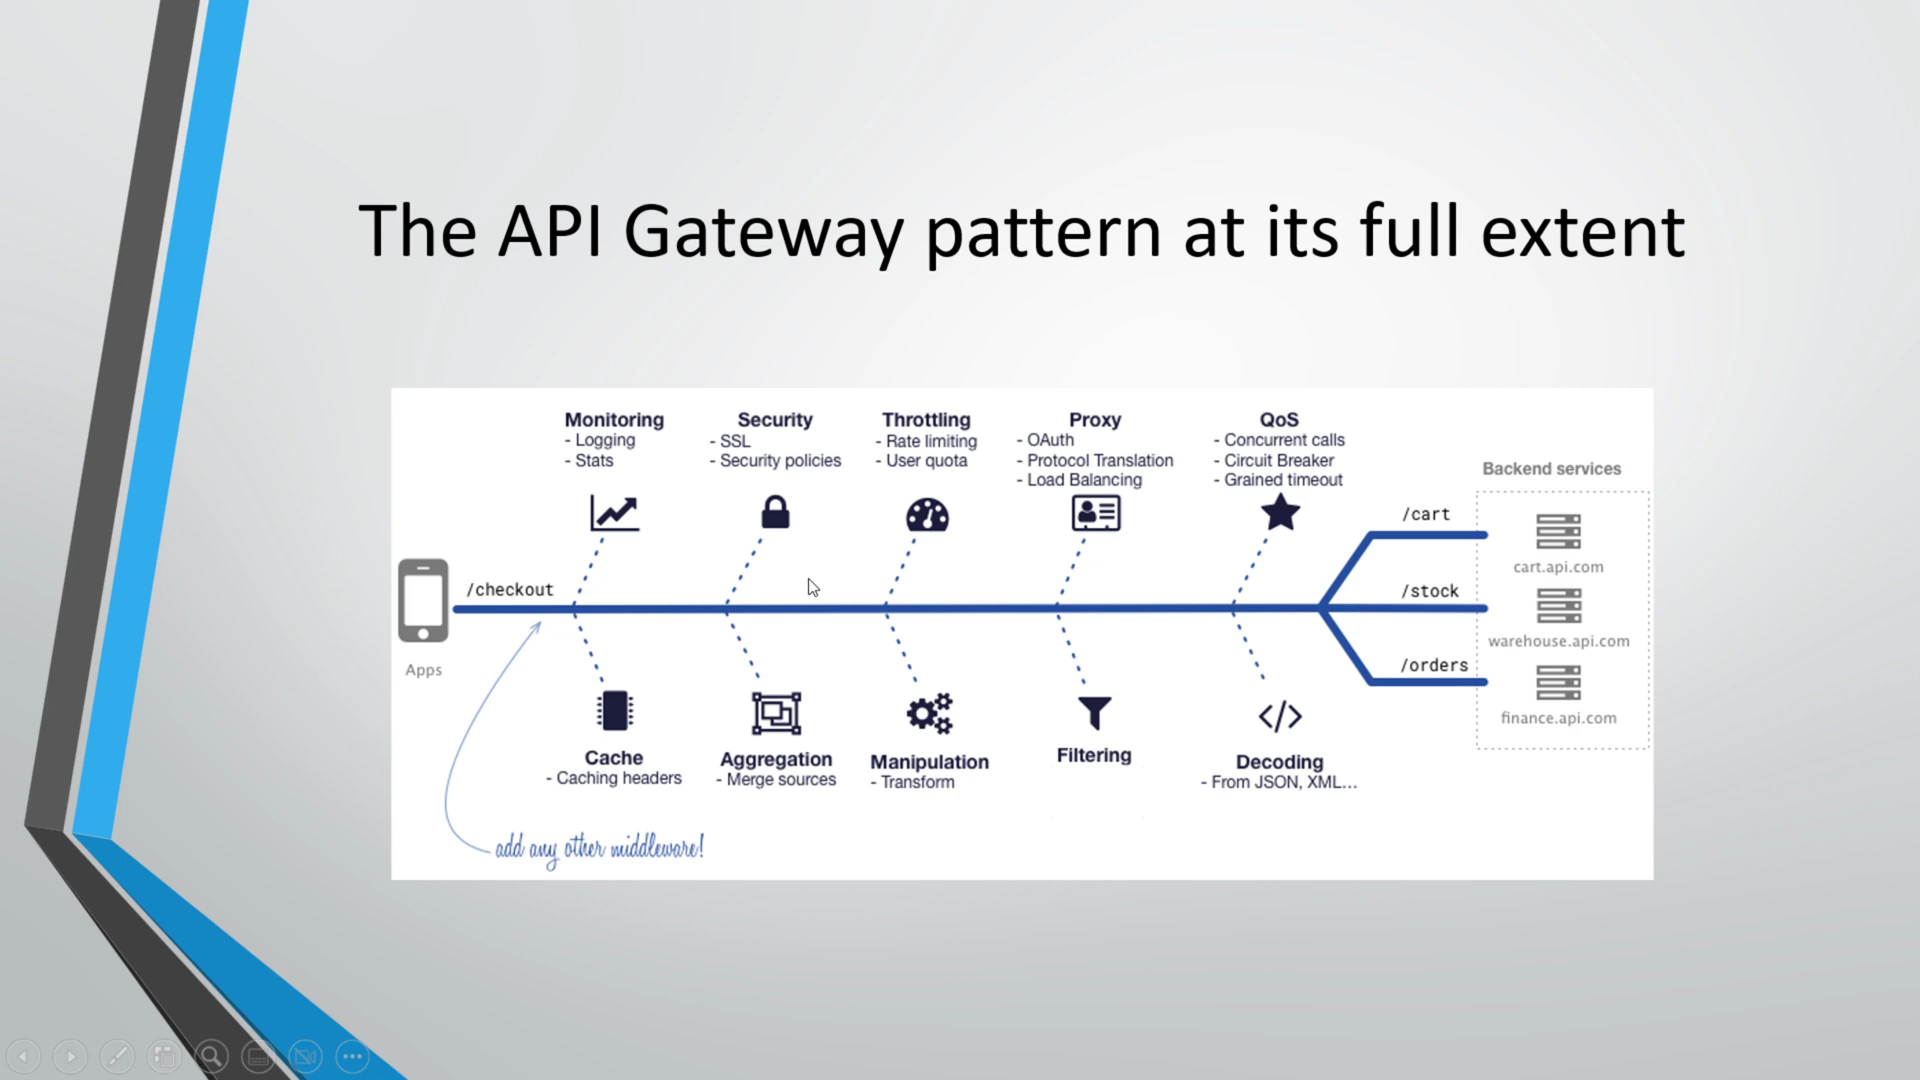 The API Gateway pattern at its full extent
Monitoring
- Logging
- Stats
Security
- SSL
- Security policies
Throttling
- Rate limiting
- User quota
Proxy
- OAuth
- Protocol Translation
- Load Balancing
QoS
- Concurrent calls
- Circuit Breaker
- Grained timeout
Backend services
/cart
cart.api.com
/checkout
/stock
warehouse.api.com
Apps
/orders
finance.api.com
Cache
- Caching headers
Aggregation
- Merge sources
Manipulation
- Transform
Filtering
Decoding
- From JSON, XML...
add any other middleware!